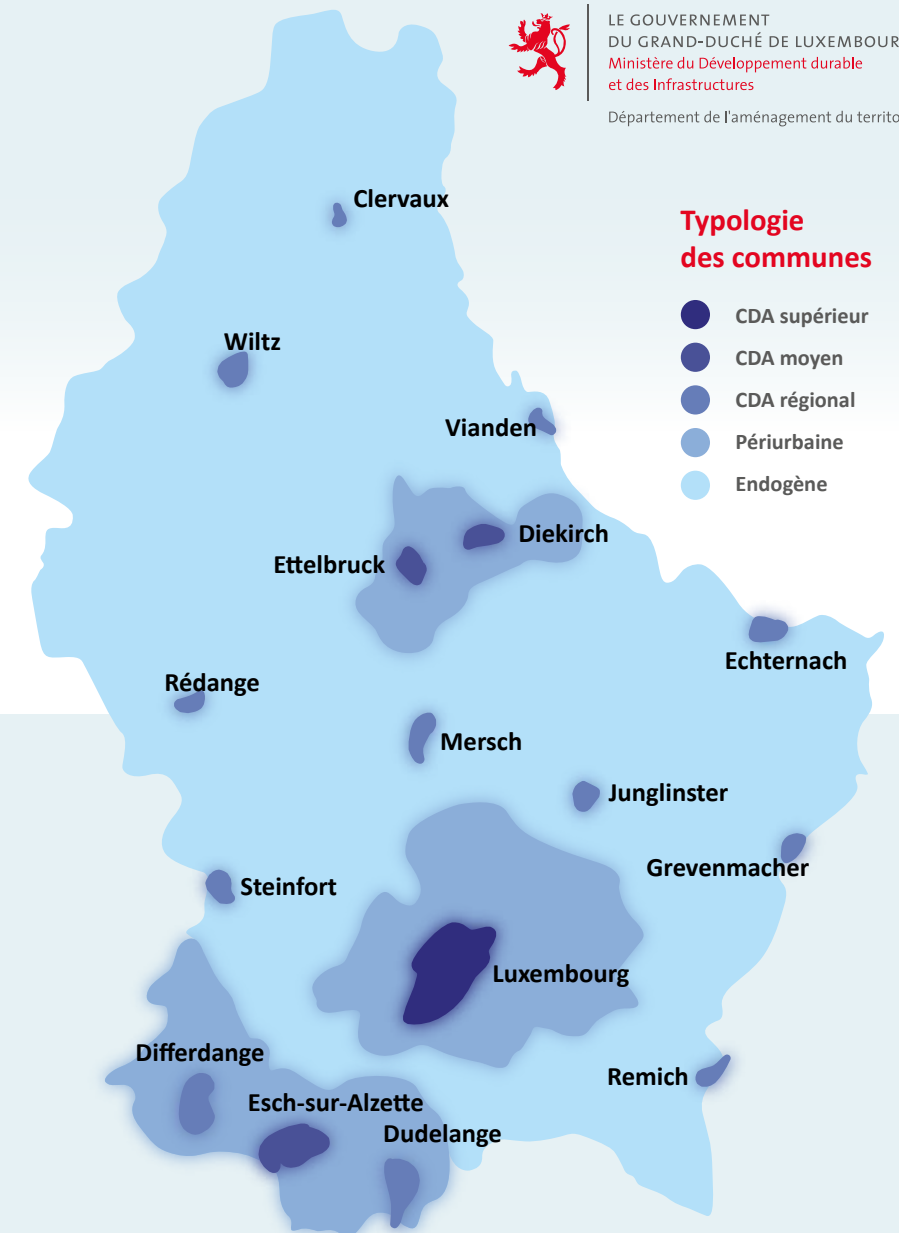 LE GOUVERNEMENT
DU GRAND-DUCHÉ DE LUXEMBOUR
Ministère du Développement durable
et des Infrastructures
Département de l'aménagement du territo
Clervaux
Typologie
des communes
CDA supérieur
Wiltz
CDA moyen
CDA régional
Vianden
Périurbaine
Endogène
Diekirch
Ettelbruck
Echternach
Rédange
Mersch
Junglinster
Grevenmacher
Steinfort
Luxembourg
Differdange
Remich
Esch-sur-Alzette
Dudelange